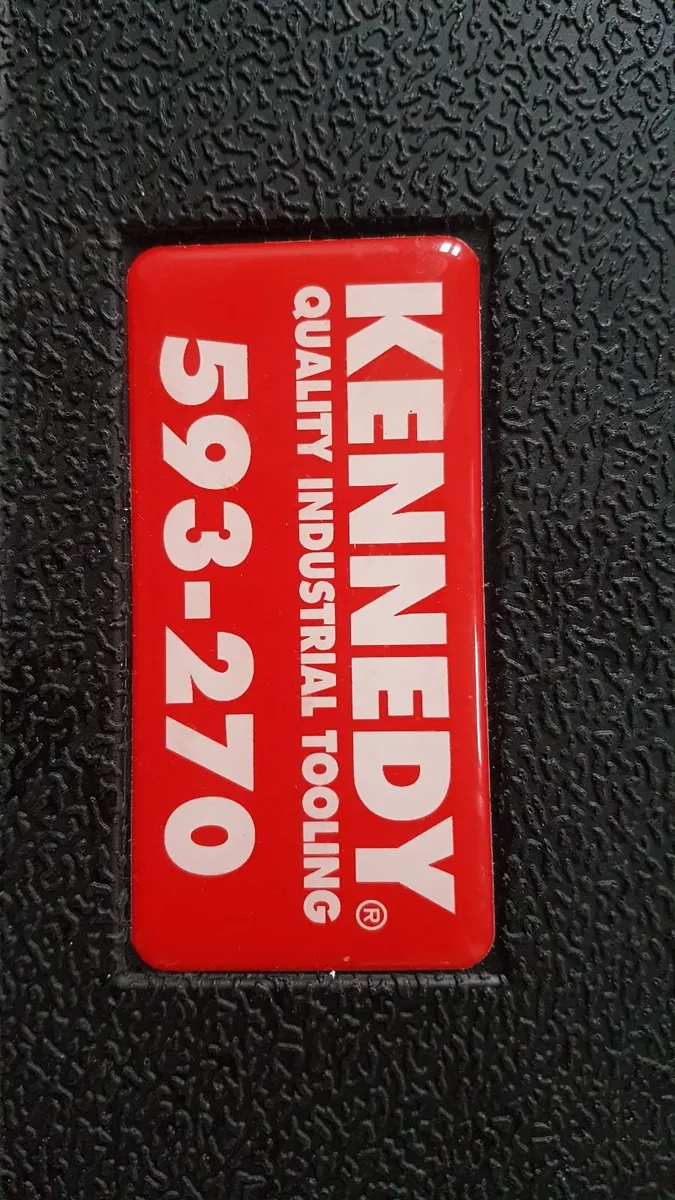 KENNEDY®
QUALITY INDUSTRIAL TOOLING
593-270